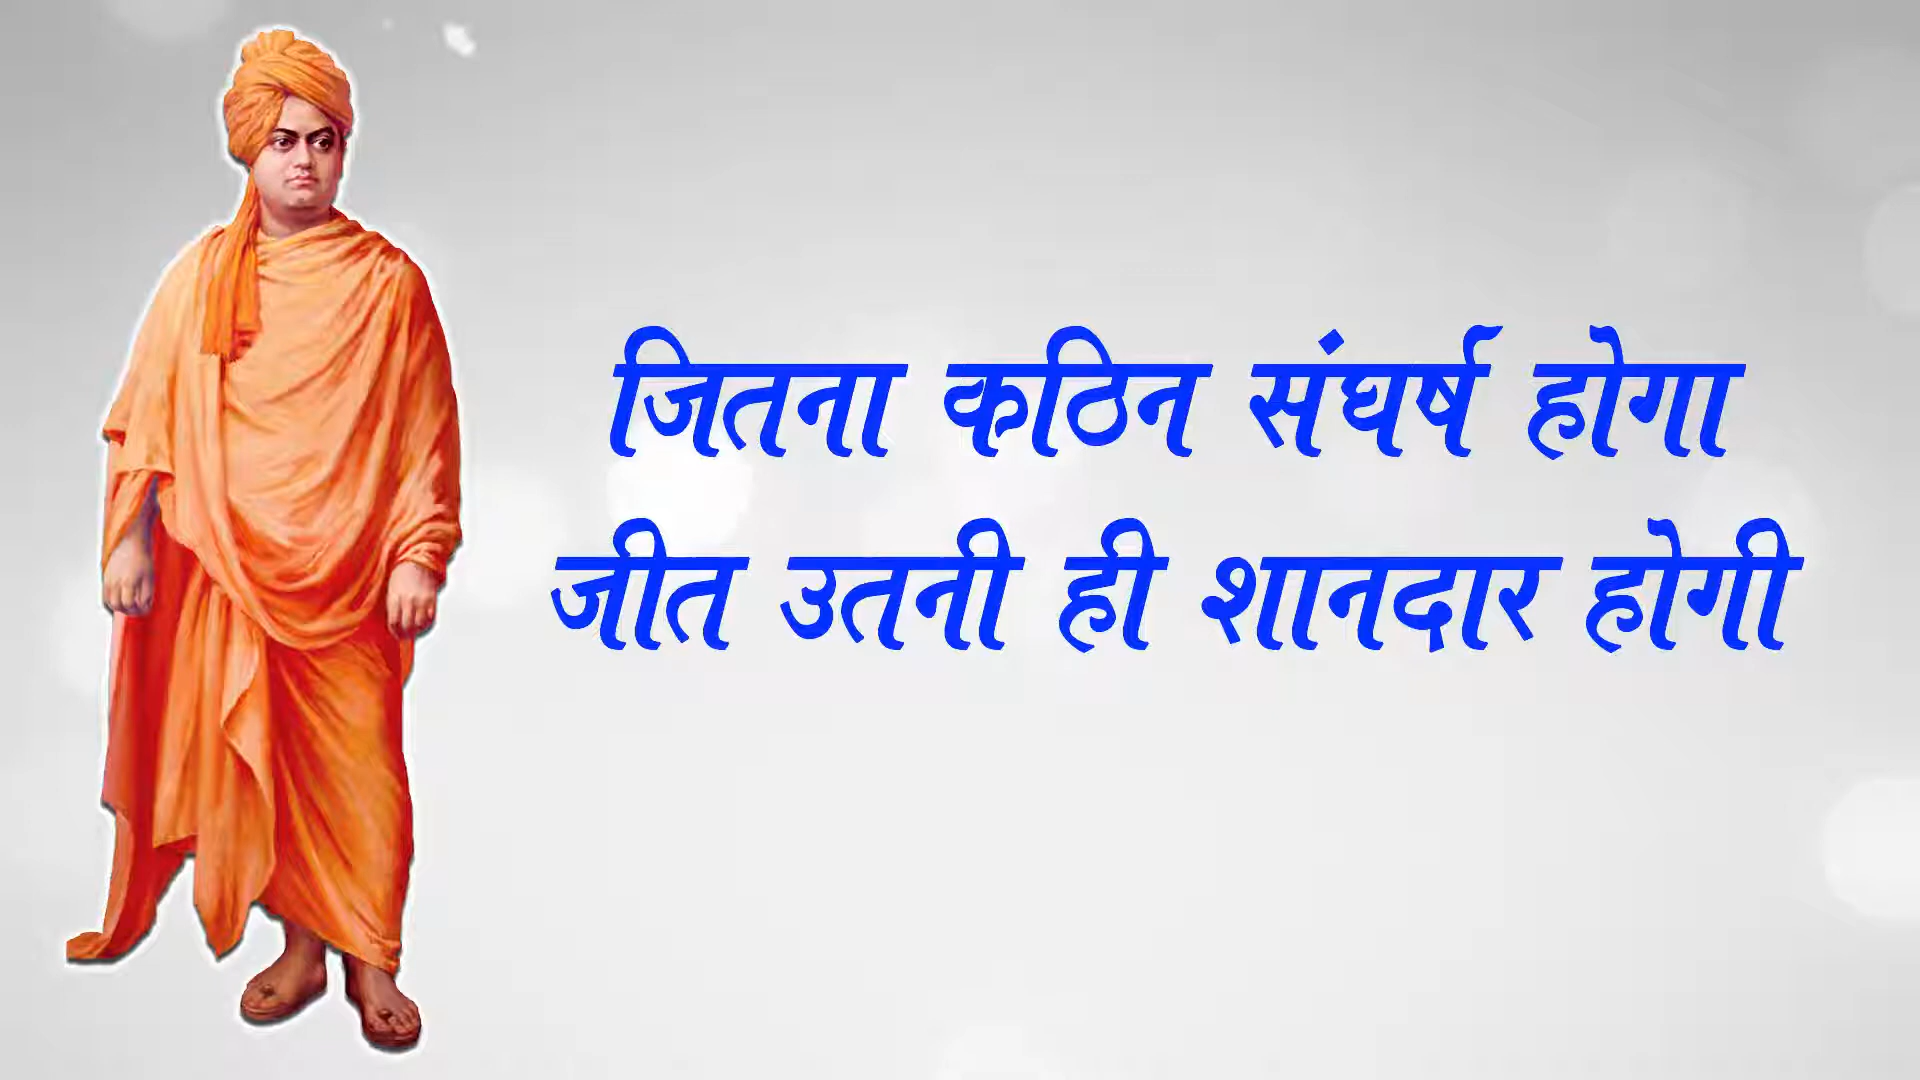 जितना कठिन संघर्ष होगा
जीत उतनी ही शानदार होगी